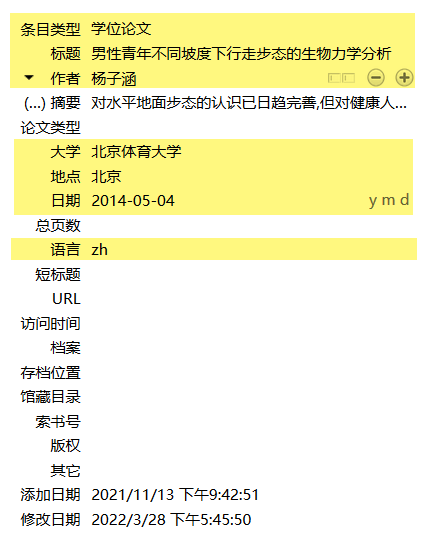 条目类型 学位论文
标题 男性青年不同坡度下行走步态的生物力学分析
作者 杨子涵
(...) 摘要 对水平地面步态的认识已日趋完善,但对健康人...
论文类型
大学 北京体育大学
地点 北京
日期 2014-05-04 y m d
总页数
语言 zh
短标题
URL
访问时间
档案
存档位置
馆藏目录
索书号
版权
其它
添加日期 2021/11/13 下午9:42:51
修改日期 2022/3/28 下午5:45:50